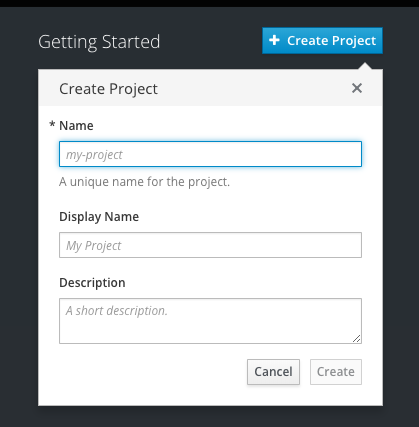 Getting Started
+ Create Project
Create Project
* Name
my-project
A unique name for the project.
Display Name
My Project
Description
A short description.
Cancel
Create